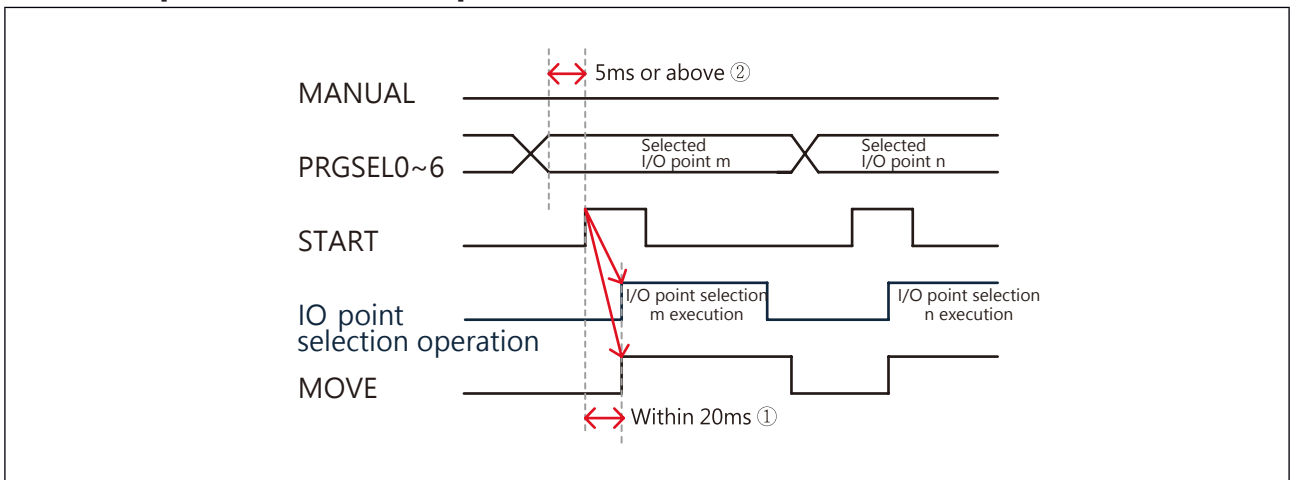 5ms or above ②
MANUAL
PRGSEL0~6
Selected
I/O point m
Selected
I/O point n
START
IO point
selection operation
I/O point selection
m execution
I/O point selection
n execution
MOVE
Within 20ms ①